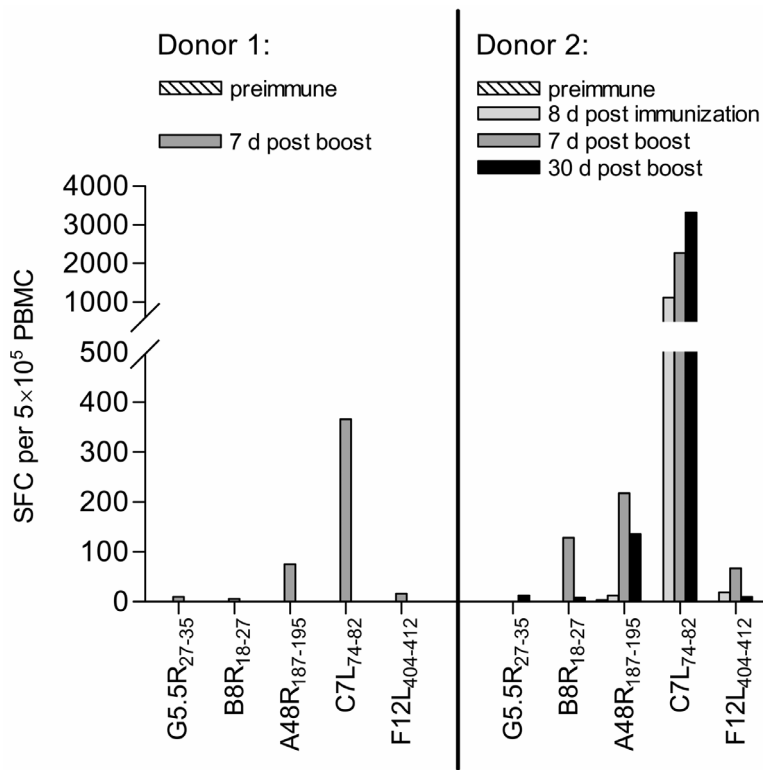 Donor 1:
preimmune
7 d post boost
Donor 2:
preimmune
8 d post immunization
7 d post boost
30 d post boost
SFC per 5×10⁵ PBMC
4000
3000
2000
1000
500
400
300
200
100
0
G5.5R27-35
B8R18-27
A48R187-195
C7L74-82
F12L404-412
G5.5R27-35
B8R18-27
A48R187-195
C7L74-82
F12L404-412